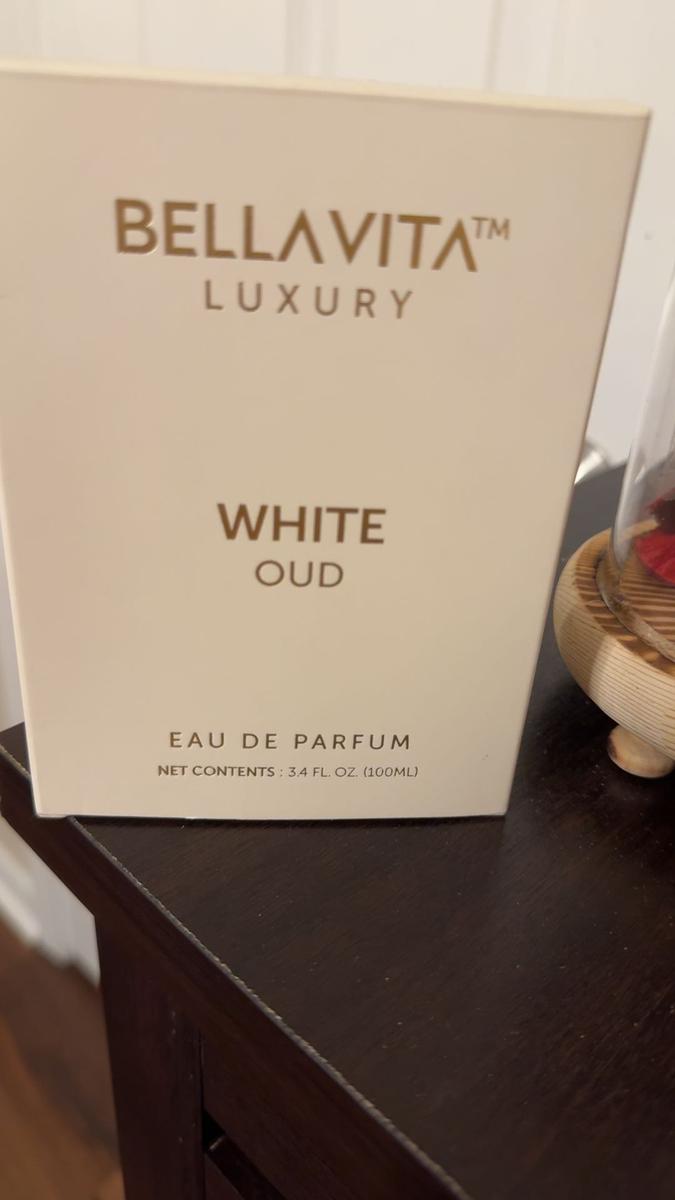 BELLAVITA™
LUXURY
WHITE
OUD
EAU DE PARFUM
NET CONTENTS : 3.4 FL. OZ. (100ML)